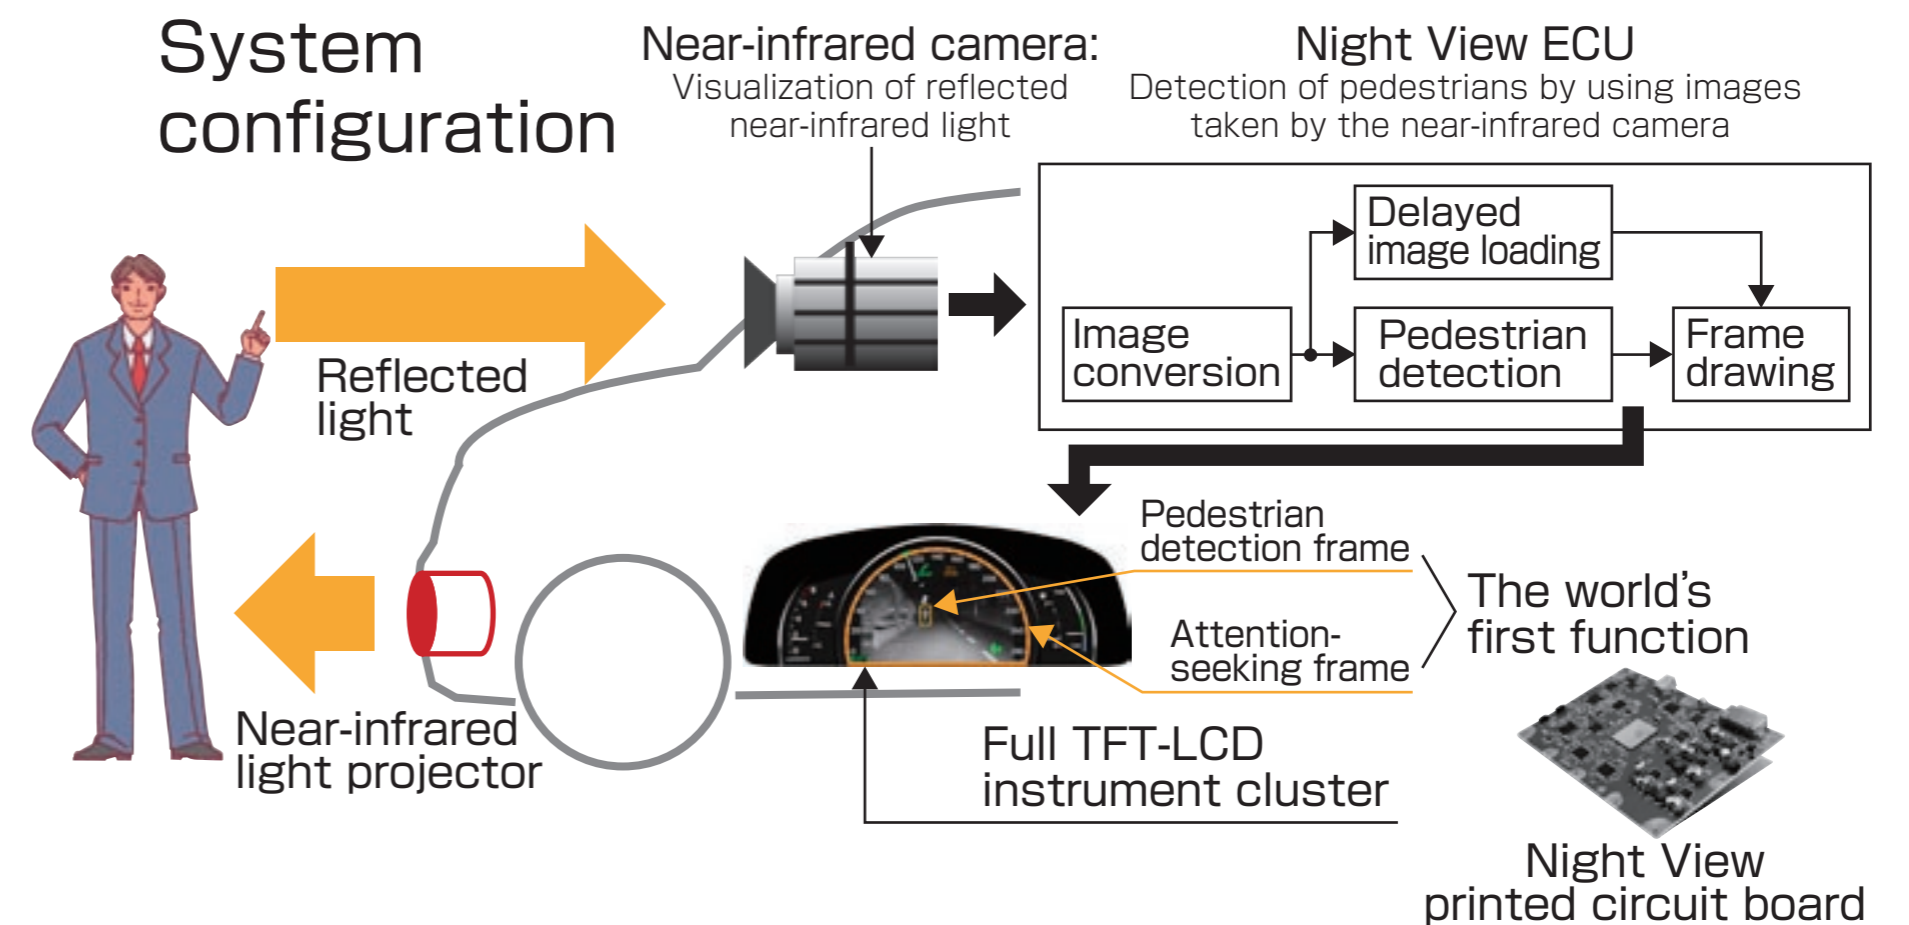 System
configuration
Near-infrared camera:
Visualization of reflected
near-infrared light
Night View ECU
Detection of pedestrians by using images
taken by the near-infrared camera
Delayed
image loading
Image
conversion
Pedestrian
detection
Frame
drawing
Reflected
light
Near-infrared
light projector
Pedestrian
detection frame
Attention-
seeking frame
The world's
first function
Full TFT-LCD
instrument cluster
Night View
printed circuit board